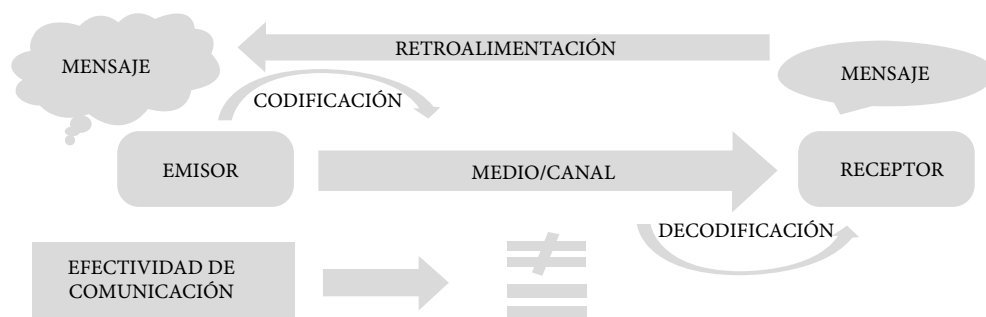 RETROALIMENTACIÓN
MENSAJE
MENSAJE
CODIFICACIÓN
EMISOR
MEDIO/CANAL
RECEPTOR
DECODIFICACIÓN
EFECTIVIDAD DE
COMUNICACIÓN